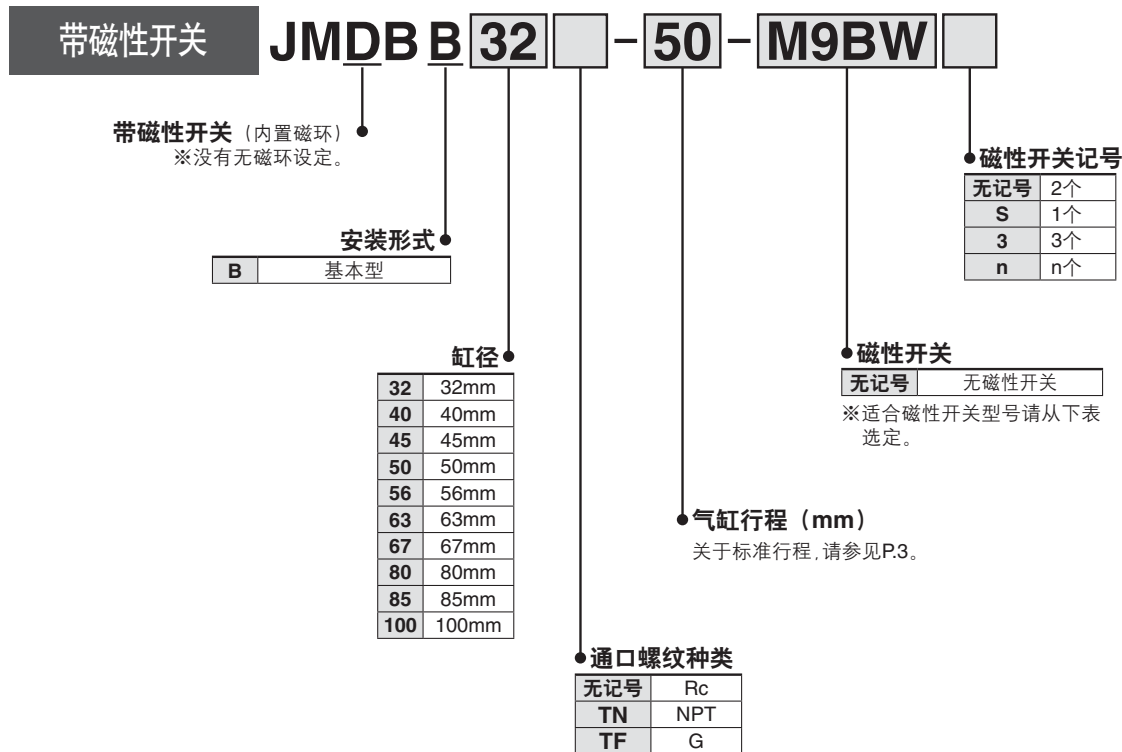 带磁性开关
JMDBB32 - 50 - M9BW
带磁性开关（内置磁环）
※没有无磁环设定。
安装形式
B 基本型
缸径
32 32mm
40 40mm
45 45mm
50 50mm
56 56mm
63 63mm
67 67mm
80 80mm
85 85mm
100 100mm
通口螺纹种类
无记号 Rc
TN NPT
TF G
气缸行程（mm）
关于标准行程,请参见P.3。
磁性开关
无记号 无磁性开关
※适合磁性开关型号请从下表
选定。
磁性开关记号
无记号 2个
S 1个
3 3个
n n个